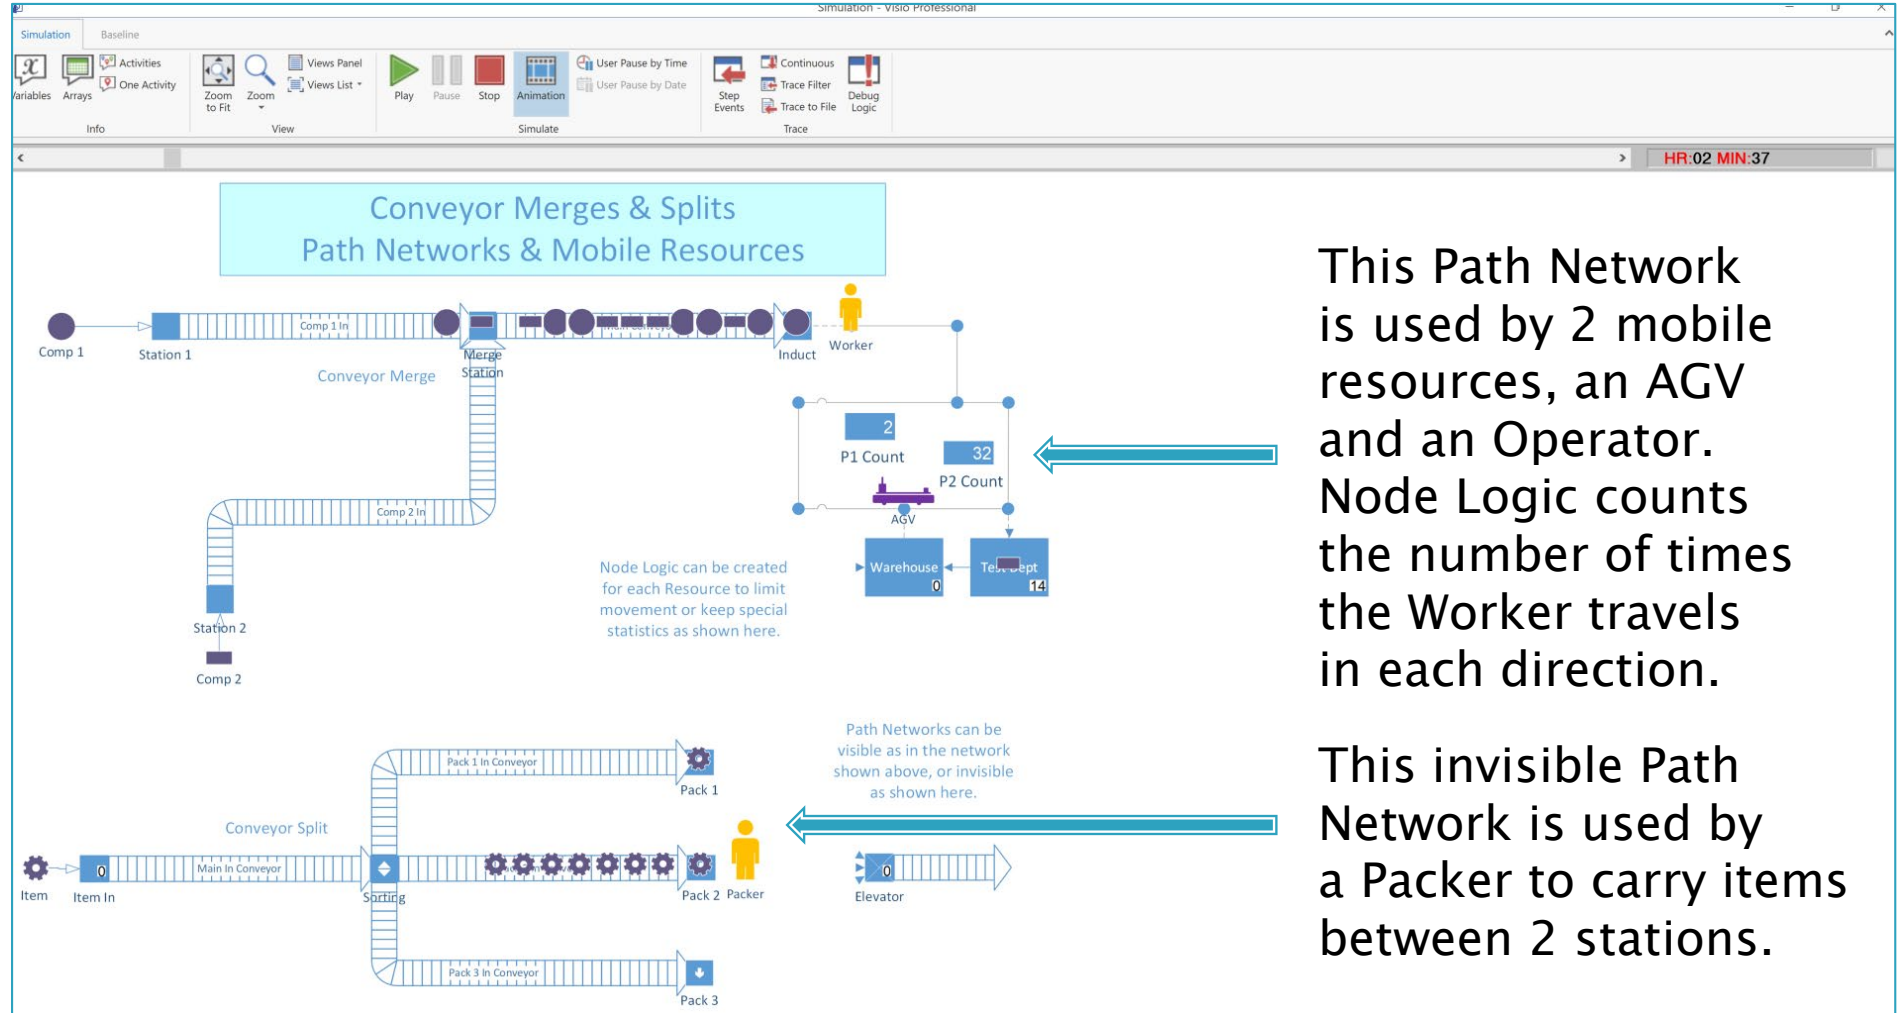 Simulation - Visio Professional
Simulation Baseline
Variables
Arrays
Activities
One Activity
Info
Zoom
to Fit
Zoom
Views Panel
Views List
View
Play
Pause
Stop
Animation
User Pause by Time
User Pause by Date
Simulate
Step
Events
Continuous
Trace Filter
Trace to File
Debug
Logic
Trace
HR:02 MIN:37
Conveyor Merges & Splits
Path Networks & Mobile Resources
Comp 1
Station 1
Comp 1 In
Merge
Station
Main Conveyor
Induct
Worker
Conveyor Merge
2
P1 Count
32
P2 Count
AGV
Comp 2 In
Warehouse
0
Test Dept
14
Node Logic can be created
for each Resource to limit
movement or keep special
statistics as shown here.
Station 2
Comp 2
This Path Network
is used by 2 mobile
resources, an AGV
and an Operator.
Node Logic counts
the number of times
the Worker travels
in each direction.
Path Networks can be
visible as in the network
shown above, or invisible
as shown here.
Pack 1 In Conveyor
Pack 1
Conveyor Split
Item
0
Item In
Main In Conveyor
Sorting
Pack 2
Packer
0
Elevator
Pack 3 In Conveyor
Pack 3
This invisible Path
Network is used by
a Packer to carry items
between 2 stations.